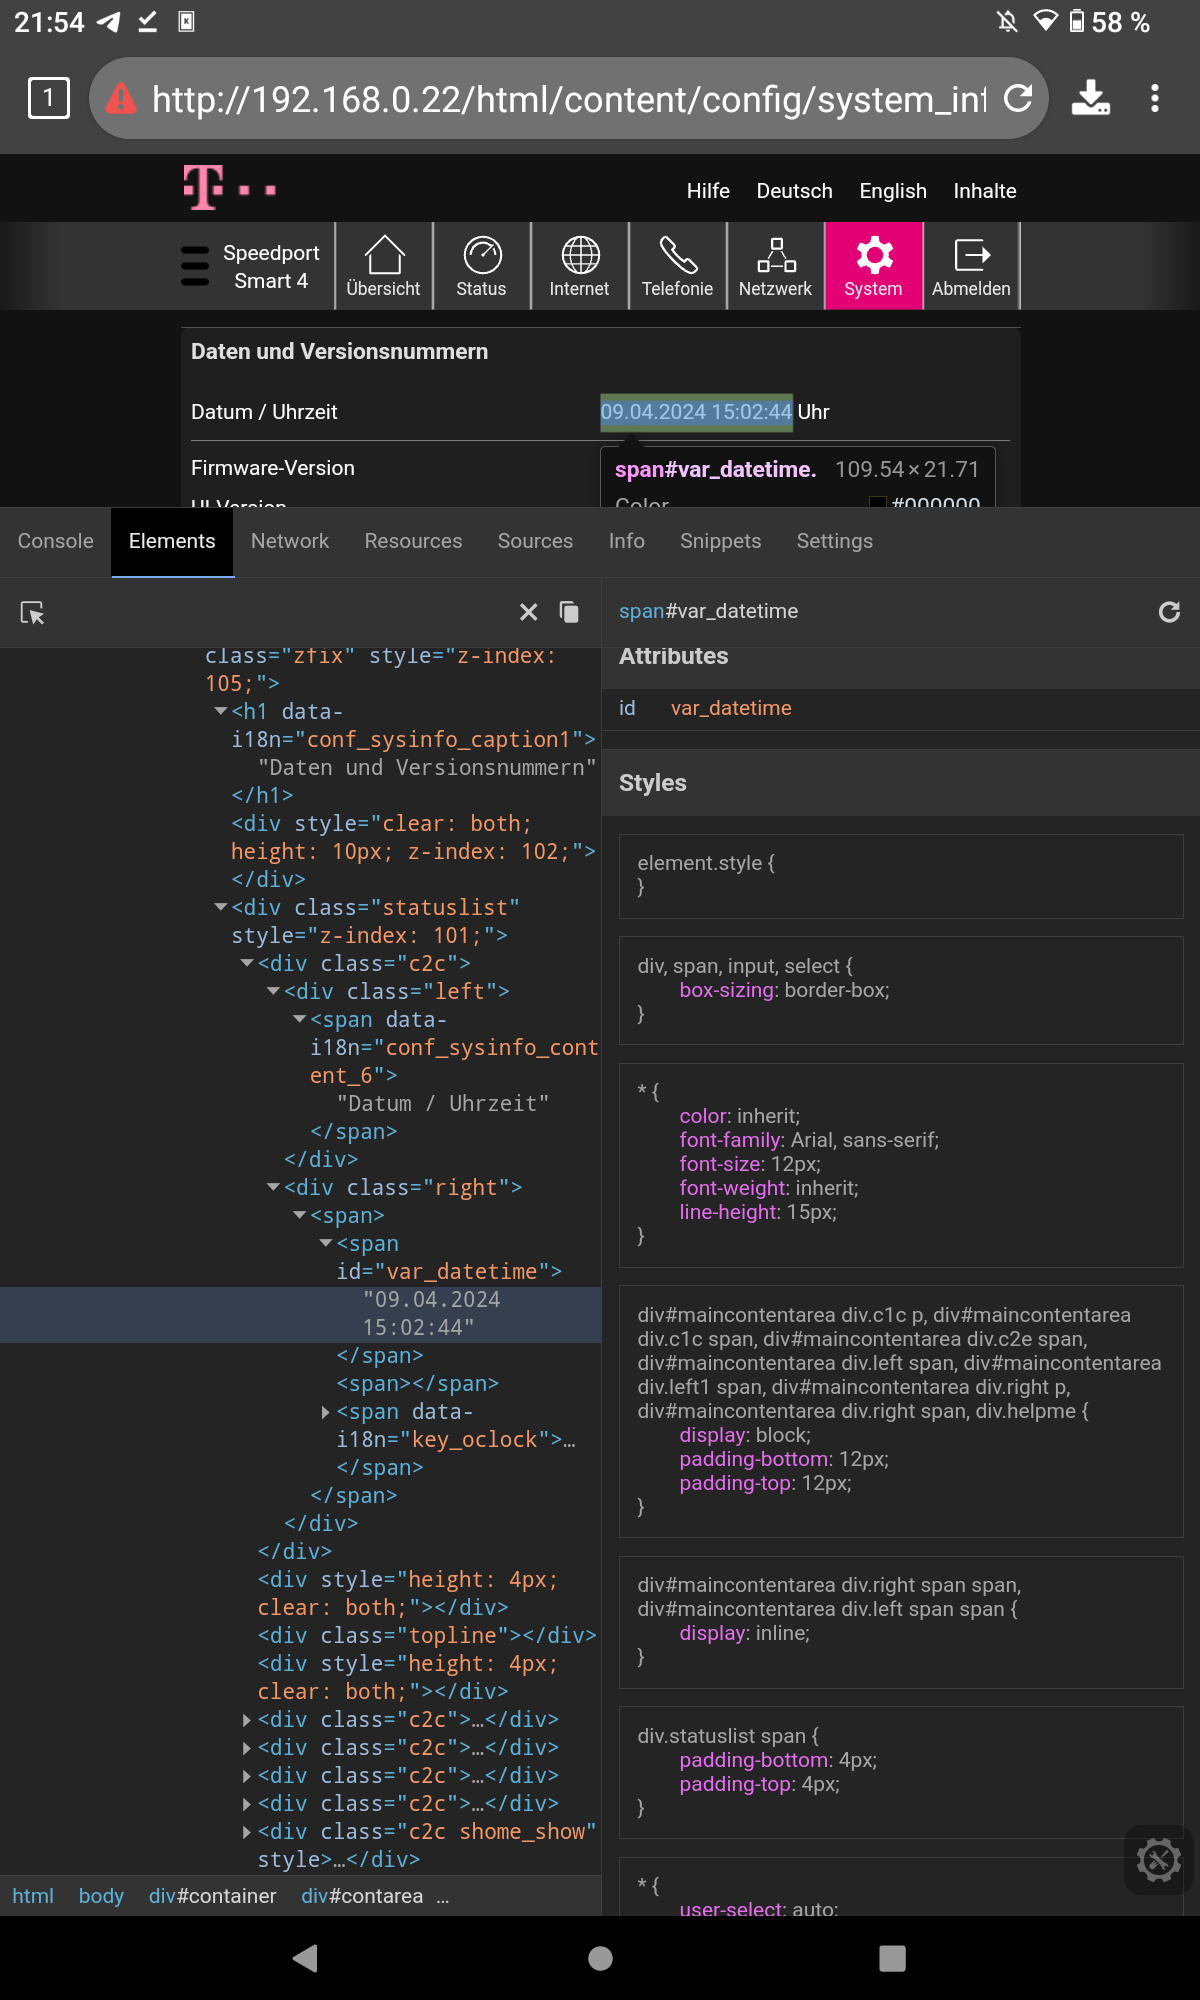 21:54 58 %
1 http://192.168.0.22/html/content/config/system_inf
T
Hilfe Deutsch English Inhalte
Speedport
Smart 4
Übersicht Status Internet Telefonie Netzwerk System Abmelden
Daten und Versionsnummern
Datum / Uhrzeit 09.04.2024 15:02:44 Uhr
Firmware-Version
UI Version
span#var_datetime. 109.54 × 21.71
Color #000000
Console Elements Network Resources Sources Info Snippets Settings
class="zfix" style="z-index:
105;">
<h1 data-
i18n="conf_sysinfo_caption1">
"Daten und Versionsnummern"
</h1>
<div style="clear: both;
height: 10px; z-index: 102;">
</div>
<div class="statuslist"
style="z-index: 101;">
<div class="c2c">
<div class="left">
<span data-
i18n="conf_sysinfo_cont
ent_6">
"Datum / Uhrzeit"
</span>
</div>
<div class="right">
<span>
<span
id="var_datetime">
"09.04.2024
15:02:44"
</span>
<span></span>
<span data-
i18n="key_oclock">…
</span>
</span>
</div>
</div>
<div style="height: 4px;
clear: both;"></div>
<div class="topline"></div>
<div style="height: 4px;
clear: both;"></div>
<div class="c2c">…</div>
<div class="c2c">…</div>
<div class="c2c">…</div>
<div class="c2c">…</div>
<div class="c2c shome_show"
style>…</div>
html body div#container div#contarea …
span#var_datetime
Attributes
id var_datetime
Styles
element.style {
}
div, span, input, select {
box-sizing: border-box;
}
* {
color: inherit;
font-family: Arial, sans-serif;
font-size: 12px;
font-weight: inherit;
line-height: 15px;
}
div#maincontentarea div.c1c p, div#maincontentarea
div.c1c span, div#maincontentarea div.c2e span,
div#maincontentarea div.left span, div#maincontentarea
div.left1 span, div#maincontentarea div.right p,
div#maincontentarea div.right span, div.helpme {
display: block;
padding-bottom: 12px;
padding-top: 12px;
}
div#maincontentarea div.right span span,
div#maincontentarea div.left span span {
display: inline;
}
div.statuslist span {
padding-bottom: 4px;
padding-top: 4px;
}
* {
user-select: auto;